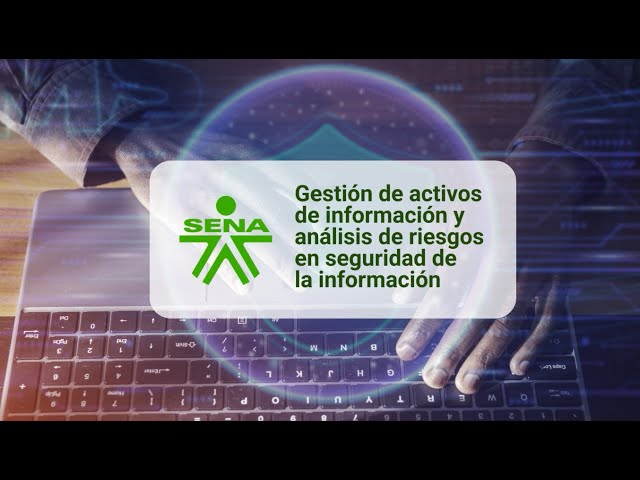 SENA
Gestión de activos
de información y
análisis de riesgos
en seguridad de
la información